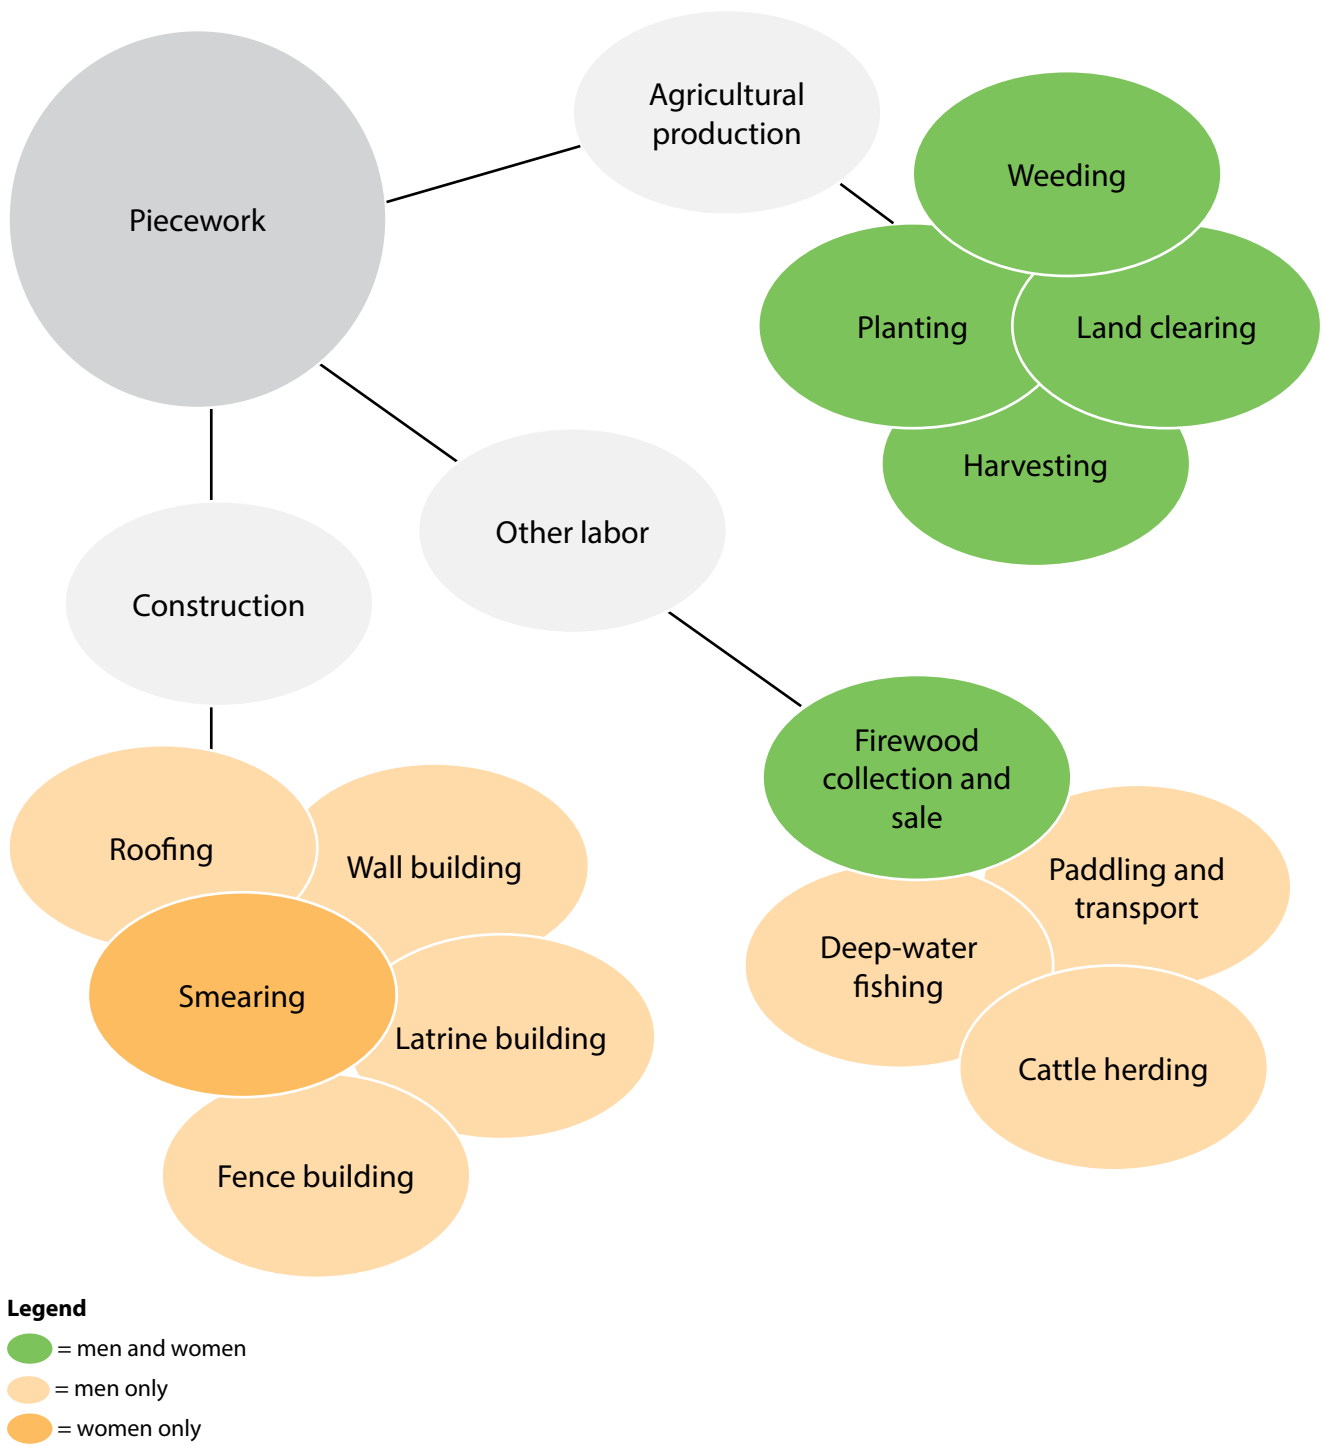 Piecework
Agricultural
production
Weeding
Planting
Land clearing
Harvesting
Other labor
Construction
Firewood
collection and
sale
Paddling and
transport
Deep-water
fishing
Cattle herding
Roofing
Wall building
Smearing
Latrine building
Fence building
Legend
= men and women
= men only
= women only